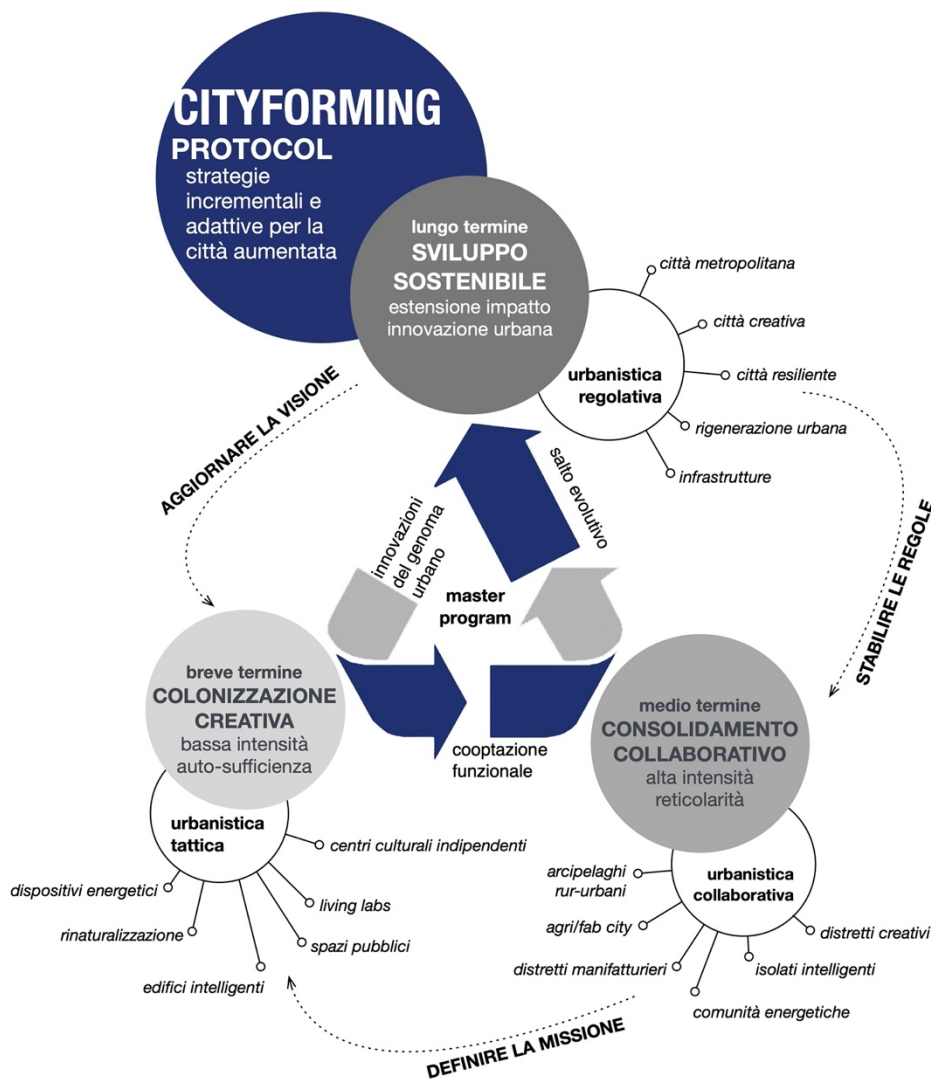 CITYFORMING
PROTOCOL
strategie
incrementali e
adattive per la
città aumentata
lungo termine
SVILUPPO
SOSTENIBILE
estensione impatto
innovazione urbana
urbanistica
regolativa
città metropolitana
città creativa
città resiliente
rigenerazione urbana
infrastrutture
AGGIORNARE LA VISIONE
STABILIRE LE REGOLE
innovazioni
del genoma
urbano
salto evolutivo
master
program
cooptazione
funzionale
breve termine
COLONIZZAZIONE
CREATIVA
bassa intensità
auto-sufficienza
urbanistica
tattica
centri culturali indipendenti
living labs
spazi pubblici
edifici intelligenti
rinaturalizzazione
dispositivi energetici
medio termine
CONSOLIDAMENTO
COLLABORATIVO
alta intensità
reticolarità
urbanistica
collaborativa
arcipelaghi
rur-urbani
agri/fab city
distretti manifatturieri
comunità energetiche
isolati intelligenti
distretti creativi
DEFINIRE LA MISSIONE